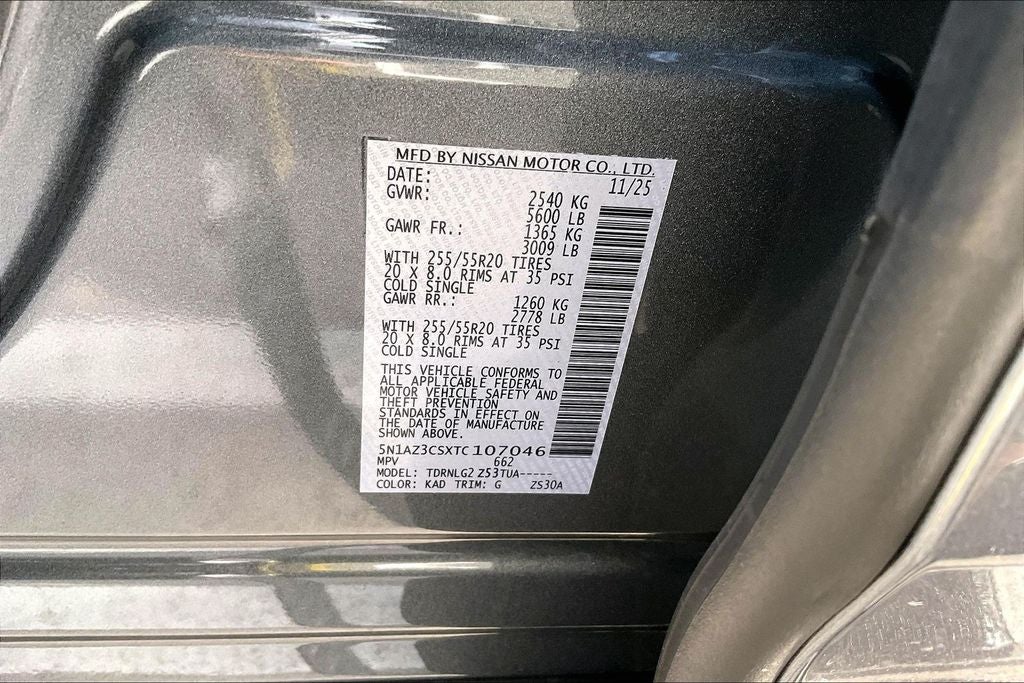 MFD BY NISSAN MOTOR CO., LTD.
DATE: 11/25
GVWR: 2540 KG
5600 LB
GAWR FR.: 1365 KG
3009 LB
WITH 255/55R20 TIRES
20 X 8.0 RIMS AT 35 PSI
COLD SINGLE
GAWR RR.: 1260 KG
2778 LB
WITH 255/55R20 TIRES
20 X 8.0 RIMS AT 35 PSI
COLD SINGLE
THIS VEHICLE CONFORMS TO
ALL APPLICABLE FEDERAL
MOTOR VEHICLE SAFETY AND
THEFT PREVENTION
STANDARDS IN EFFECT ON
THE DATE OF MANUFACTURE
SHOWN ABOVE.
5N1AZ3CSXTC107046
MPV 662
MODEL: TDRNLG2 Z53TUA-----
COLOR: KAD TRIM: G ZS30A